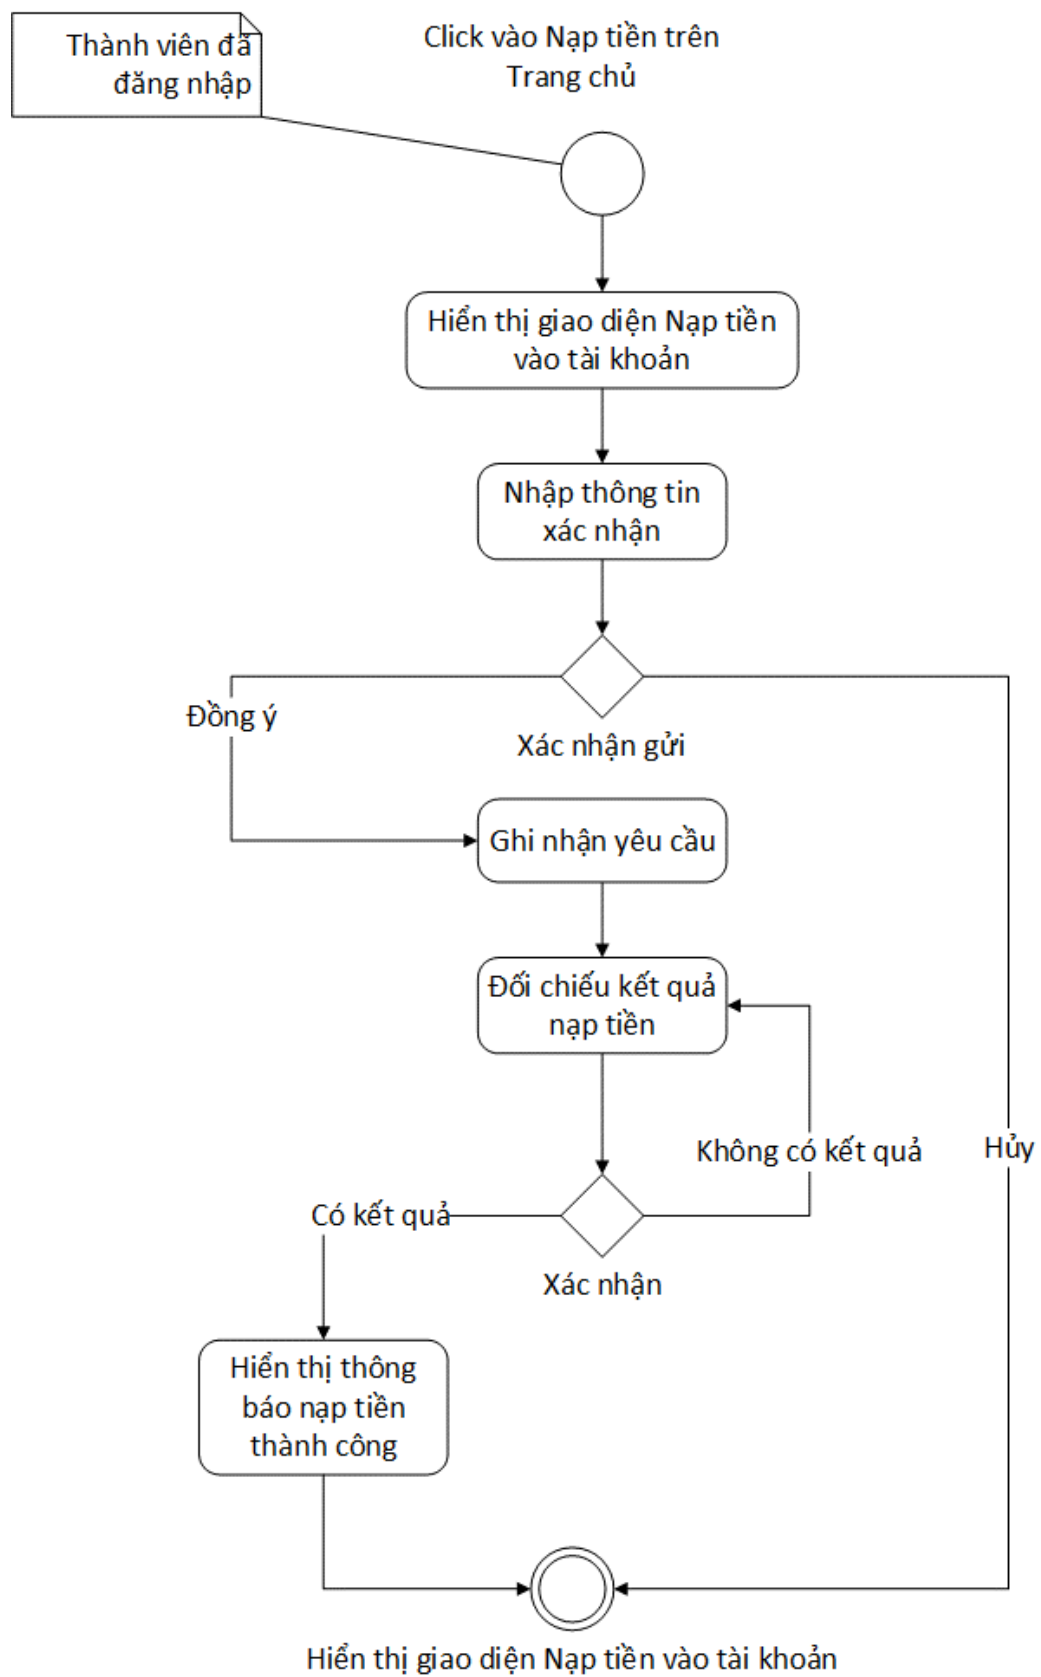 Thành viên đã
đăng nhập
Click vào Nạp tiền trên
Trang chủ
Hiển thị giao diện Nạp tiền
vào tài khoản
Nhập thông tin
xác nhận
Đồng ý
Xác nhận gửi
Ghi nhận yêu cầu
Đối chiếu kết quả
nạp tiền
Không có kết quả
Hủy
Có kết quả
Xác nhận
Hiển thị thông
báo nạp tiền
thành công
Hiển thị giao diện Nạp tiền vào tài khoản